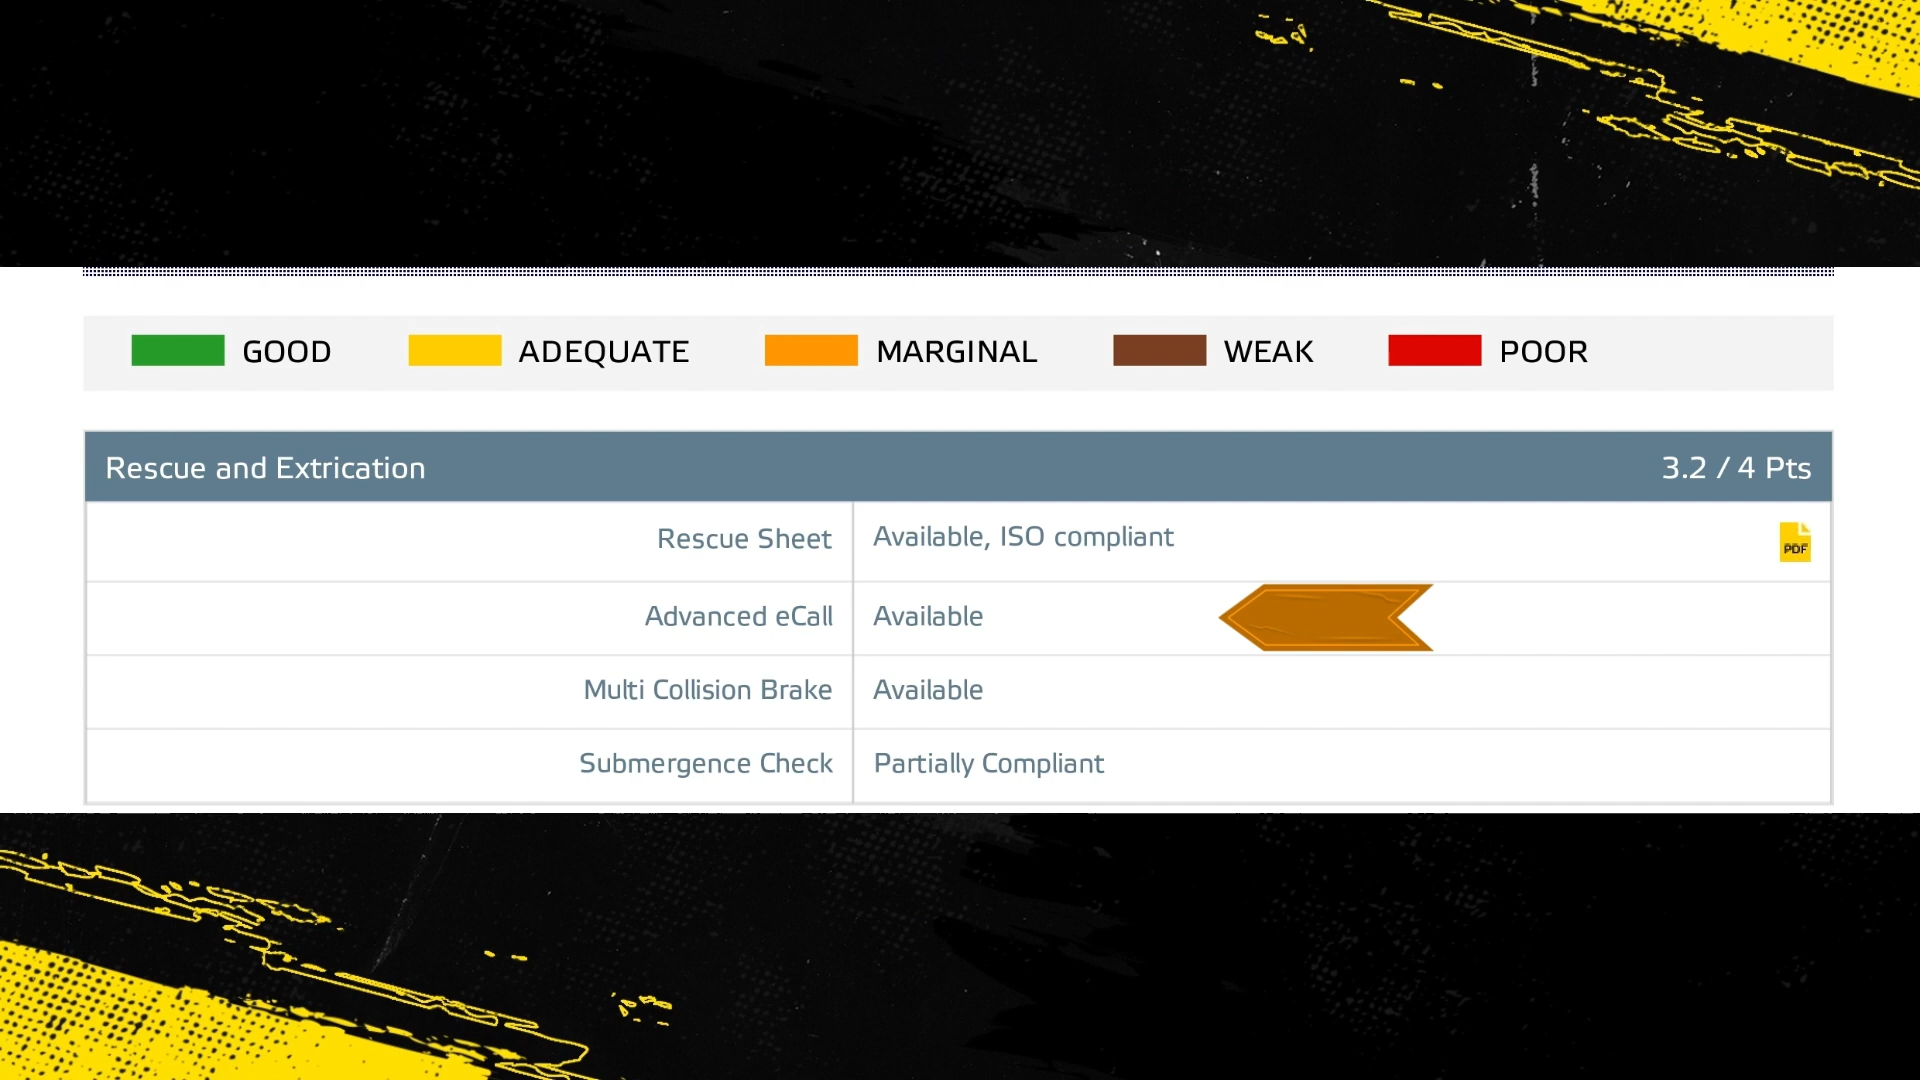 GOOD ADEQUATE MARGINAL WEAK POOR
Rescue and Extrication 3.2 / 4 Pts
Rescue Sheet Available, ISO compliant PDF
Advanced eCall Available
Multi Collision Brake Available
Submergence Check Partially Compliant